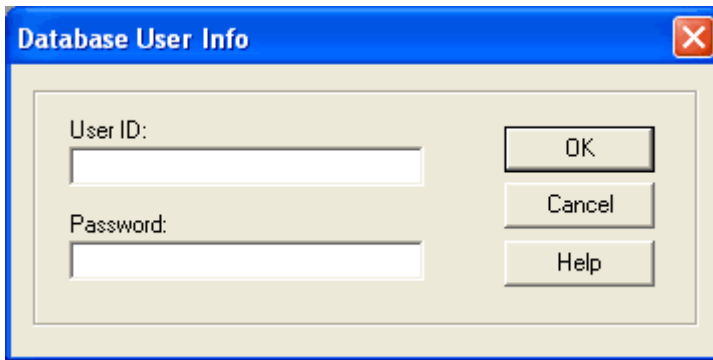 Database User Info
User ID:
OK
Cancel
Password:
Help